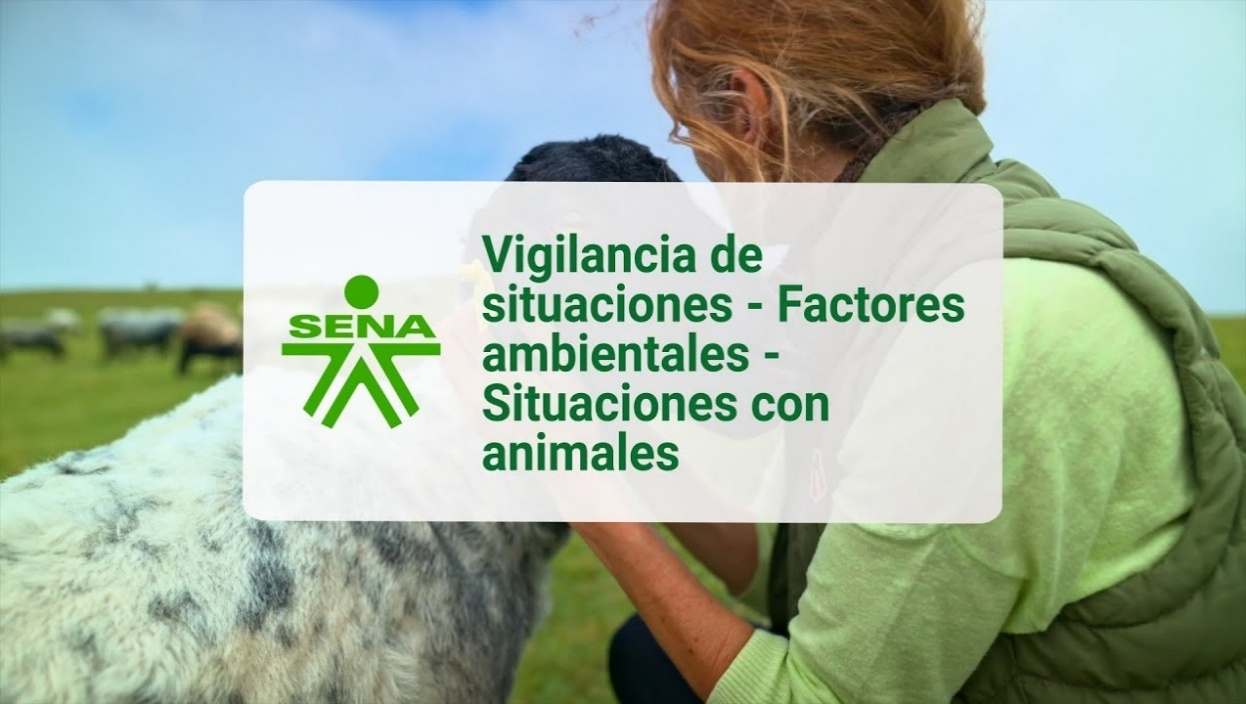 SENA
Vigilancia de
situaciones - Factores
ambientales -
Situaciones con
animales